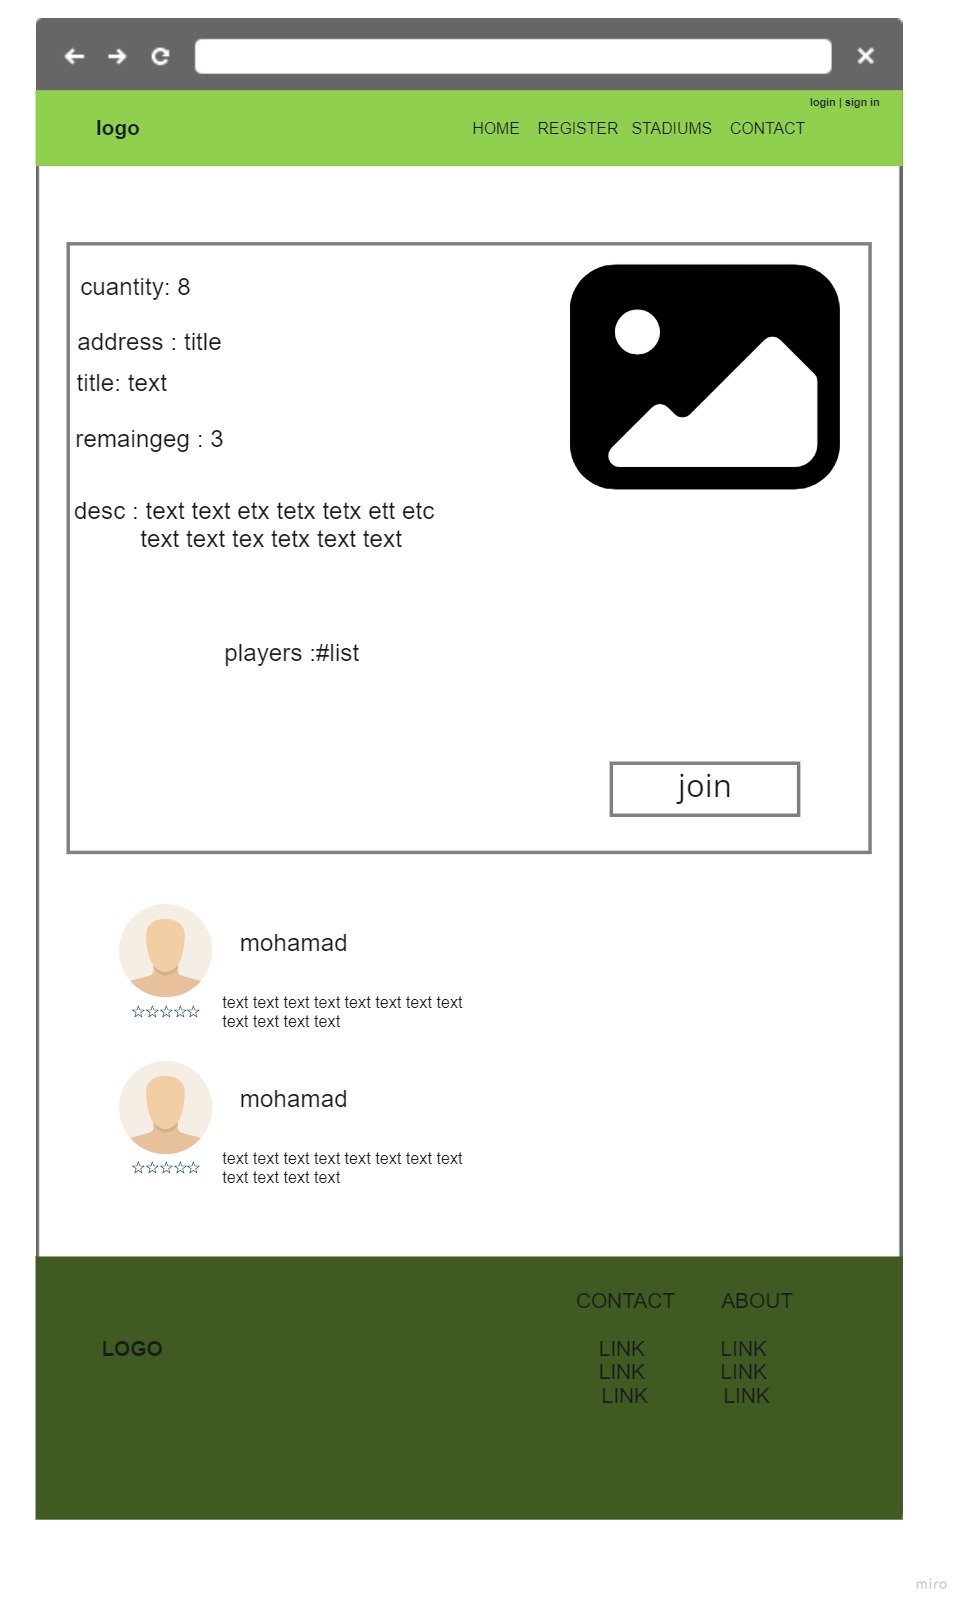 login | sign in
logo
HOME REGISTER STADIUMS CONTACT
cuantity: 8
address : title
title: text
remaingeg : 3
desc : text text etx tetx tetx ett etc
text text tex tetx text text
players :#list
join
mohamad
text text text text text text text text
text text text text
mohamad
text text text text text text text text
text text text text
CONTACT ABOUT
LOGO LINK LINK
LINK LINK
LINK LINK
miro